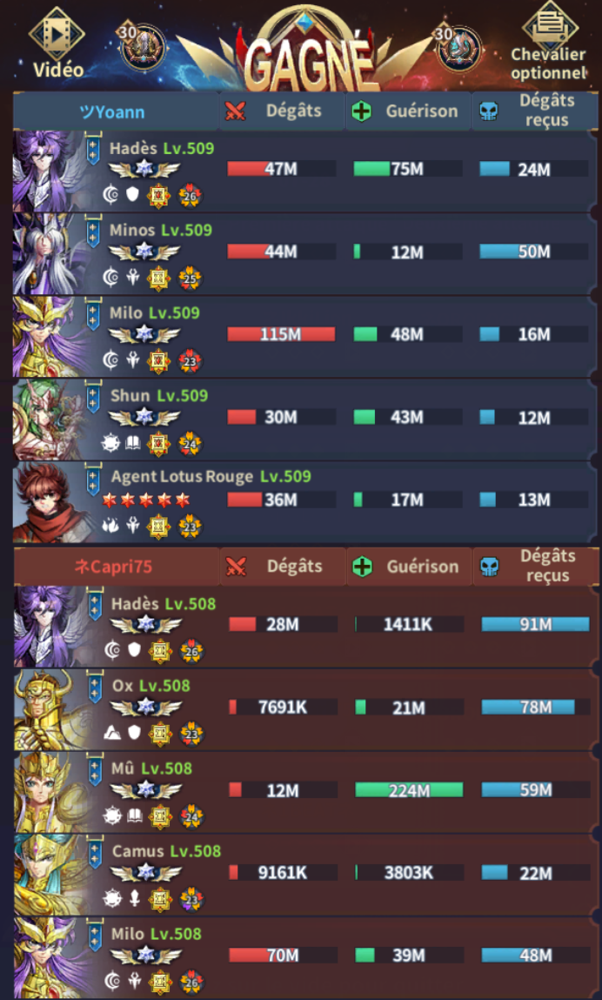 30
30
GAGNÉ
Vidéo
Chevalier
optionnel
ツYoann
Dégâts
Guérison
Dégâts
reçus
Hadès Lv.509
47M
75M
24M
26
Minos Lv.509
44M
12M
50M
25
Milo Lv.509
115M
48M
16M
23
Shun Lv.509
30M
43M
12M
24
Agent Lotus Rouge Lv.509
36M
17M
13M
23
ネCapri75
Dégâts
Guérison
Dégâts
reçus
Hadès Lv.508
28M
1411K
91M
26
Ox Lv.508
7691K
21M
78M
23
Mû Lv.508
12M
224M
59M
24
Camus Lv.508
9161K
3803K
22M
23
Milo Lv.508
70M
39M
48M
26